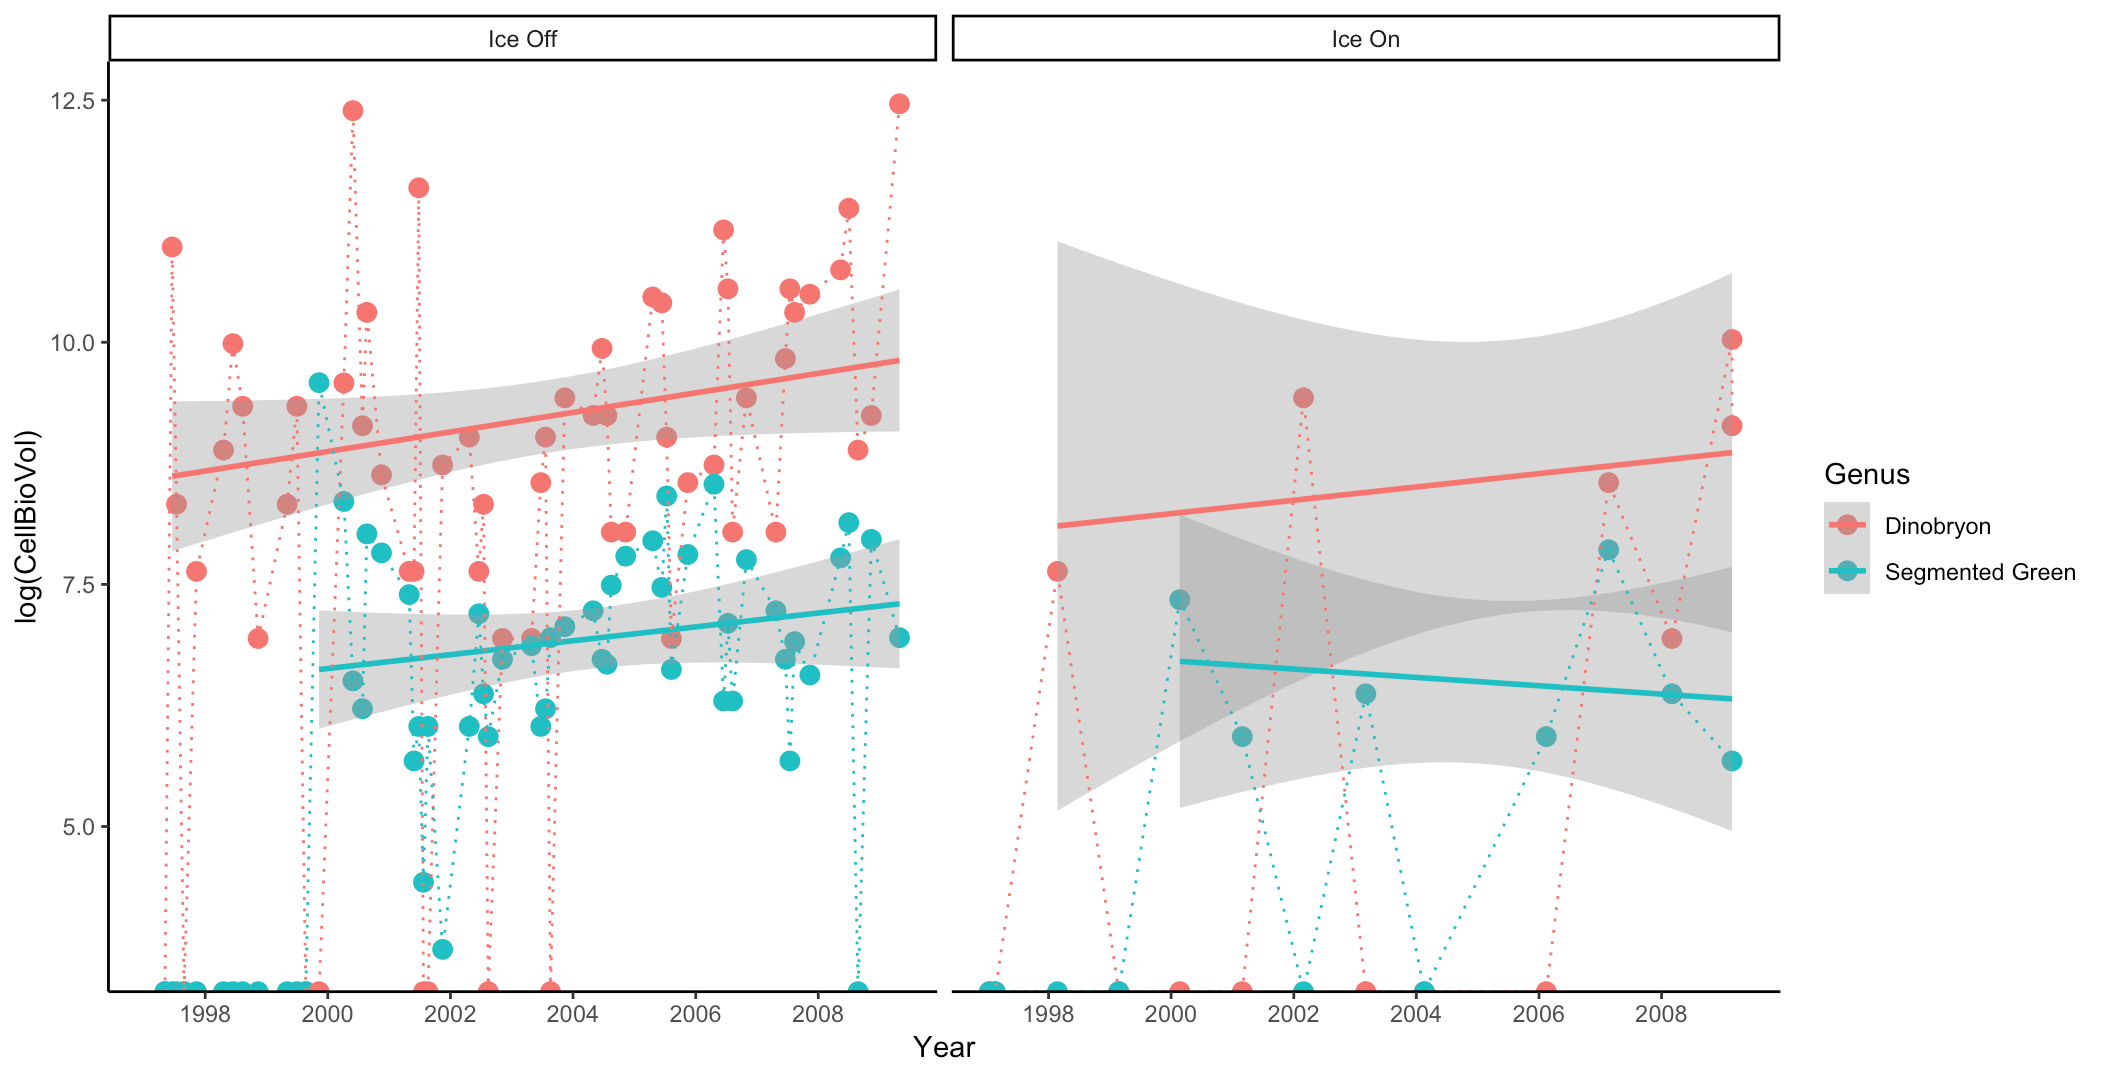 Ice Off
Ice On
12.5
10.0
7.5
5.0
log(CellBioVol)
1998 2000 2002 2004 2006 2008
1998 2000 2002 2004 2006 2008
Year
Genus
Dinobryon
Segmented Green